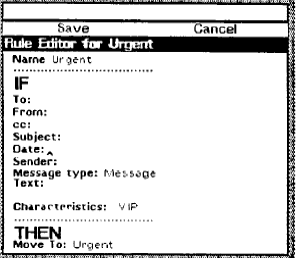 Save Cancel
Rule Editor for Urgent
Name Urgent
IF
To:
From:
cc:
Subject:
Date:
Sender:
Message type: Message
Text:
Characteristics: VIP
THEN
Move To: Urgent